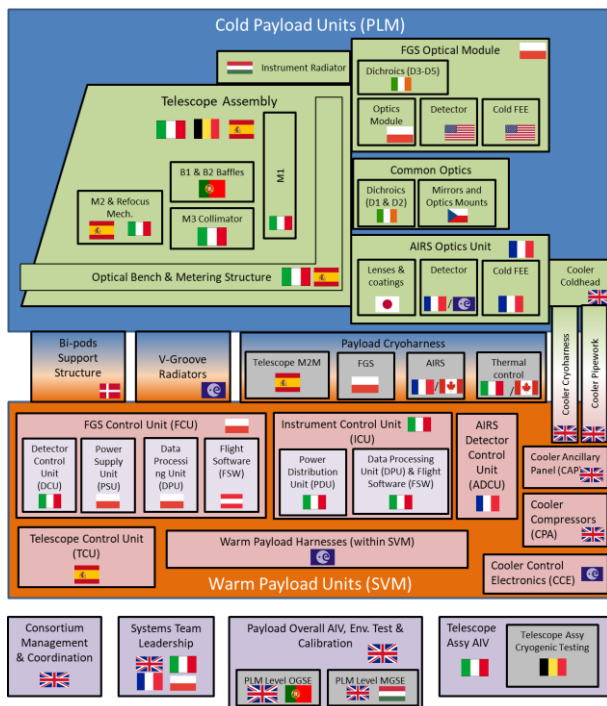 Cold Payload Units (PLM)
FGS Optical Module
Instrument Radiator
Dichroics (D3-D5)
Telescope Assembly
Optics
Module
Detector
Cold FEE
B1 & B2 Baffles
M1
Common Optics
M2 & Refocus
Mech.
Dichroics
(D1 & D2)
Mirrors and
Optics Mounts
M3 Collimator
AIRS Optics Unit
Optical Bench & Metering Structure
Lenses &
coatings
Detector
/
Cold FEE
Cooler
Coldhead
Bi-pods
Support
Structure
V-Groove
Radiators
Payload Cryoharness
Telescope M2M
FGS
AIRS
/
Thermal
control
/
Cooler Cryoharness
Cooler Pipework
FGS Control Unit (FCU)
Detector
Control
Unit
(DCU)
Power
Supply
Unit
(PSU)
Data
Processi
ng Unit
(DPU)
Flight
Software
(FSW)
Instrument Control Unit
(ICU)
Power
Distribution
Unit (PDU)
Data Processing
Unit (DPU) & Flight
Software (FSW)
AIRS
Detector
Control
Unit
(ADCU)
Cooler Ancillary
Panel (CAP)
Cooler
Compressors
(CPA)
Telescope Control Unit
(TCU)
Warm Payload Harnesses (within SVM)
Cooler Control
Electronics (CCE)
Warm Payload Units (SVM)
Consortium
Management
& Coordination
Systems Team
Leadership
Payload Overall AIV, Env. Test &
Calibration
PLM Level OGSE
PLM Level MGSE
Telescope
Assy AIV
Telescope Assy
Cryogenic Testing